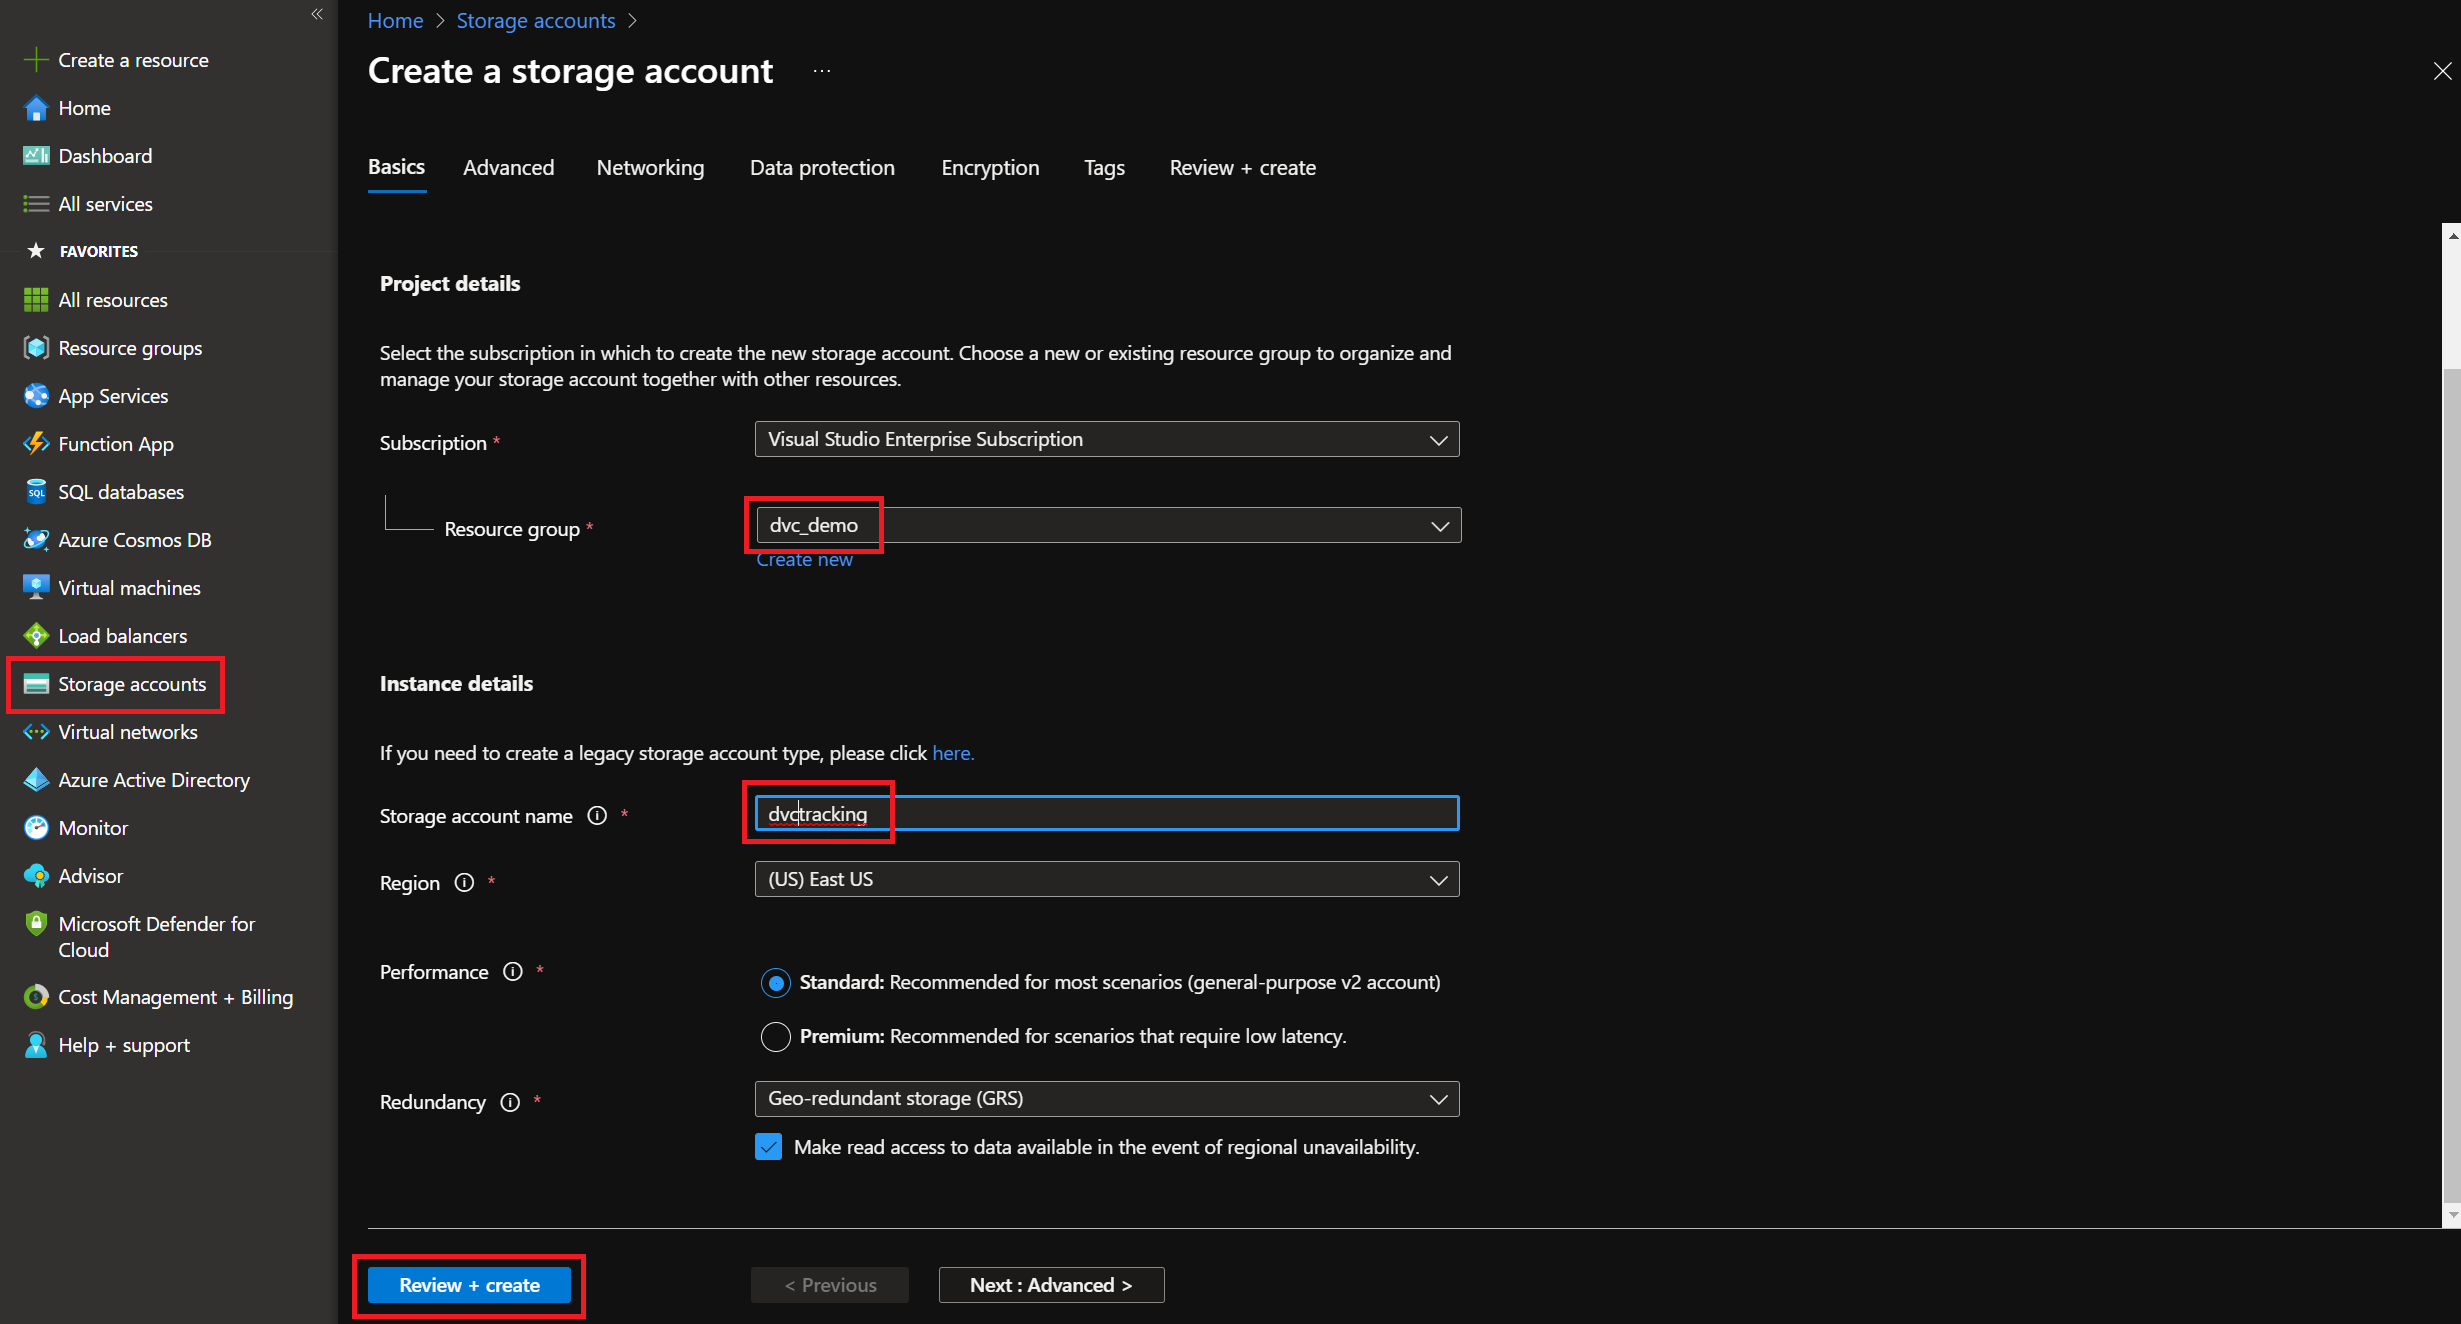 Create a resource
Home
Dashboard
All services
FAVORITES
All resources
Resource groups
App Services
Function App
SQL databases
Azure Cosmos DB
Virtual machines
Load balancers
Storage accounts
Virtual networks
Azure Active Directory
Monitor
Advisor
Microsoft Defender for
Cloud
Cost Management + Billing
Help + support
Home > Storage accounts >
Create a storage account ...
Basics Advanced Networking Data protection Encryption Tags Review + create
Project details
Select the subscription in which to create the new storage account. Choose a new or existing resource group to organize and
manage your storage account together with other resources.
Subscription * Visual Studio Enterprise Subscription
Resource group * dvc_demo
Create new
Instance details
If you need to create a legacy storage account type, please click here.
Storage account name * dvctracking
Region * (US) East US
Performance * Standard: Recommended for most scenarios (general-purpose v2 account)
Premium: Recommended for scenarios that require low latency.
Redundancy * Geo-redundant storage (GRS)
Make read access to data available in the event of regional unavailability.
Review + create < Previous Next : Advanced >